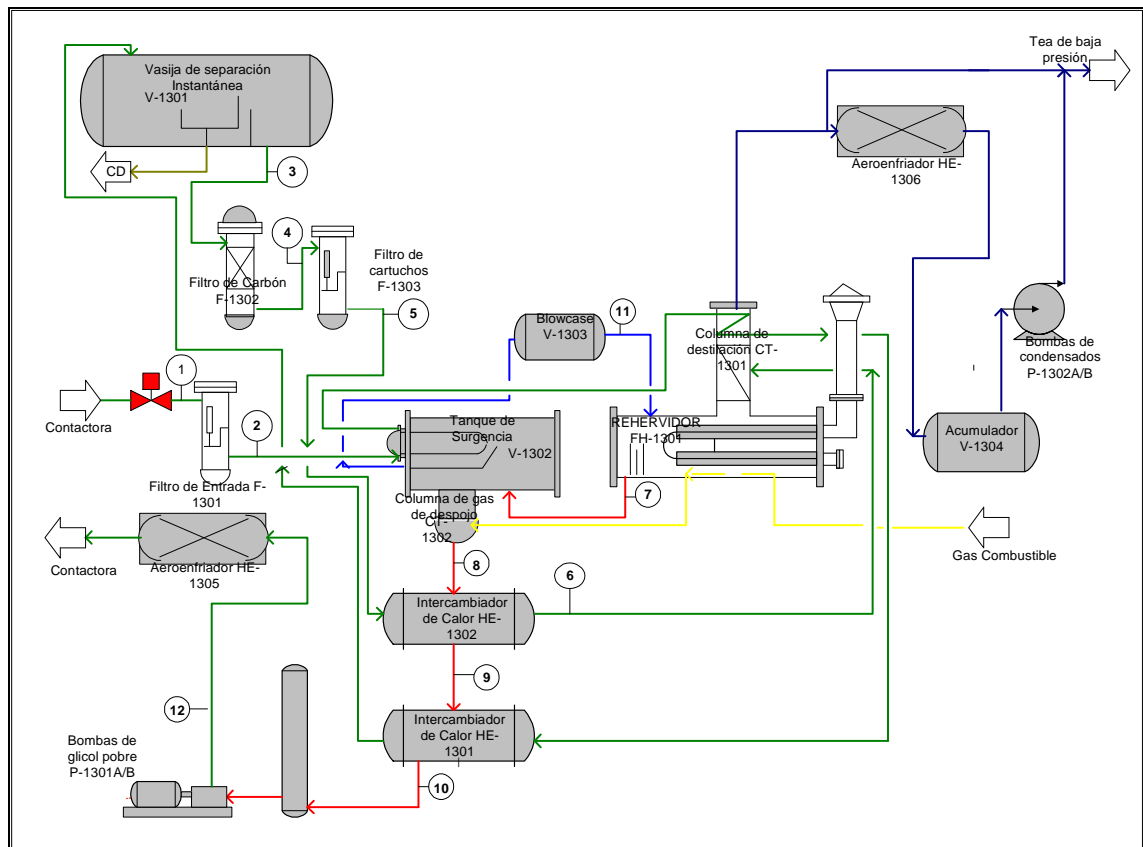 Vasija de separación
Instantánea
V-1301
CD
3
4
Filtro de
cartuchos
F-1303
Filtro de Carbón
F-1302
5
1
Contactora
2
Filtro de Entrada F-
1301
Contactora
Aeroenfriador HE-
1305
Blowcase
V-1303
11
Tanque de
Surgencia
V-1302
Columna de gas
de despojo
CT-
1302
Columna de
destilación CT-
1301
REHERVIDOR
FH-1301
7
8
6
Intercambiador
de Calor HE-
1302
9
Intercambiador
de Calor HE-
1301
10
12
Bombas de
glicol pobre
P-1301A/B
Tea de baja
presión
Aeroenfriador HE-
1306
Bombas de
condensados
P-1302A/B
Acumulador
V-1304
Gas Combustible